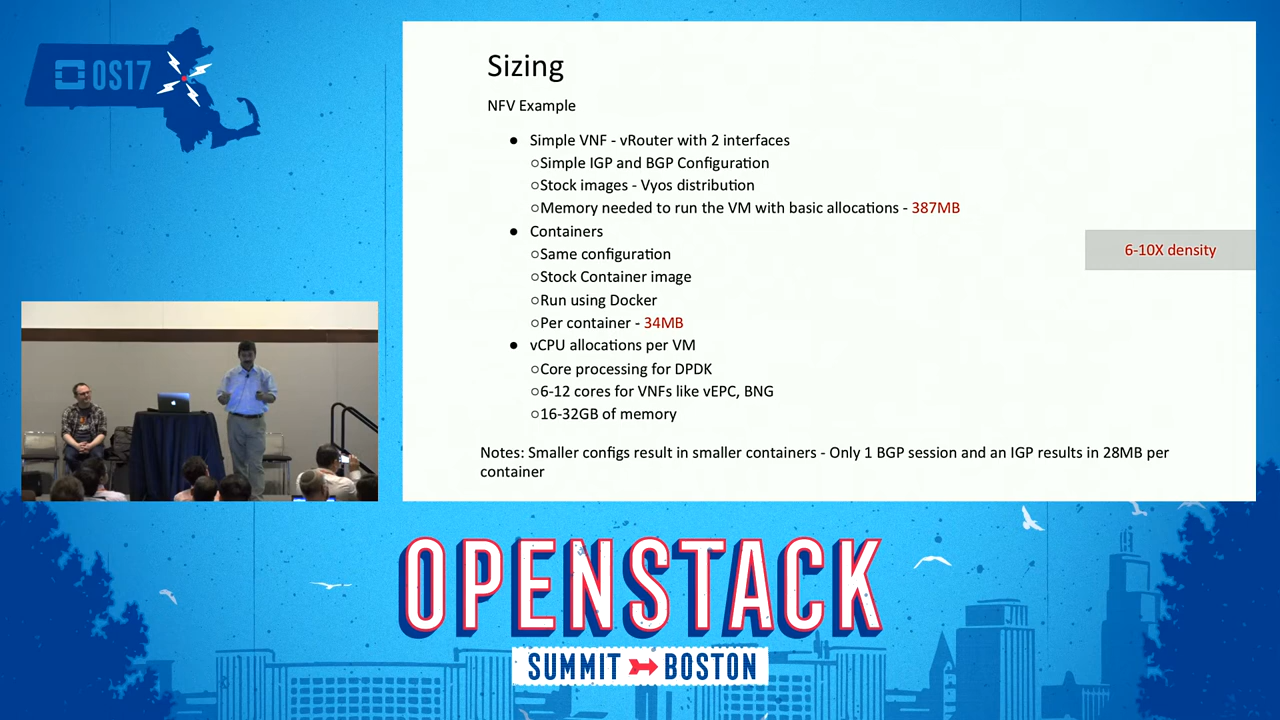 OS17
Sizing
NFV Example
● Simple VNF - vRouter with 2 interfaces
○Simple IGP and BGP Configuration
○Stock images - Vyos distribution
○Memory needed to run the VM with basic allocations - 387MB
● Containers
○Same configuration
○Stock Container image
○Run using Docker
○Per container - 34MB
● vCPU allocations per VM
○Core processing for DPDK
○6-12 cores for VNFs like vEPC, BNG
○16-32GB of memory
6-10X density
Notes: Smaller configs result in smaller containers - Only 1 BGP session and an IGP results in 28MB per
container
OPENSTACK
SUMMIT BOSTON